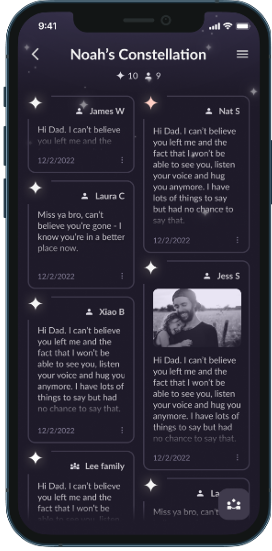 9:41
Noah's Constellation
10 9
James W
Hi Dad. I can't believe
you left me and the
12/2/2022
Laura C
Miss ya bro, can't
believe you're gone - I
know you're in a better
place now.
12/2/2022
Xiao B
Hi Dad. I can't believe
you left me and the
fact that I won't be
able to see you, listen
your voice and hug you
anymore. I have lots of
things to say but had
no chance to say that.
12/2/2022
Lee family
Hi Dad. I can't believe
you left me and the
fact that I won't be
able to see you, listen
Nat S
Hi Dad. I can't believe
you left me and the
fact that I won't be
able to see you, listen
your voice and hug
you anymore. I have
lots of things to say
but had no chance to
say that.
12/2/2022
Jess S
Hi Dad. I can't believe
you left me and the
fact that I won't be
able to see you, listen
your voice and hug you
anymore. I have lots of
things to say but had
no chance to say that.
12/2/2022
La
Miss ya bro, can't